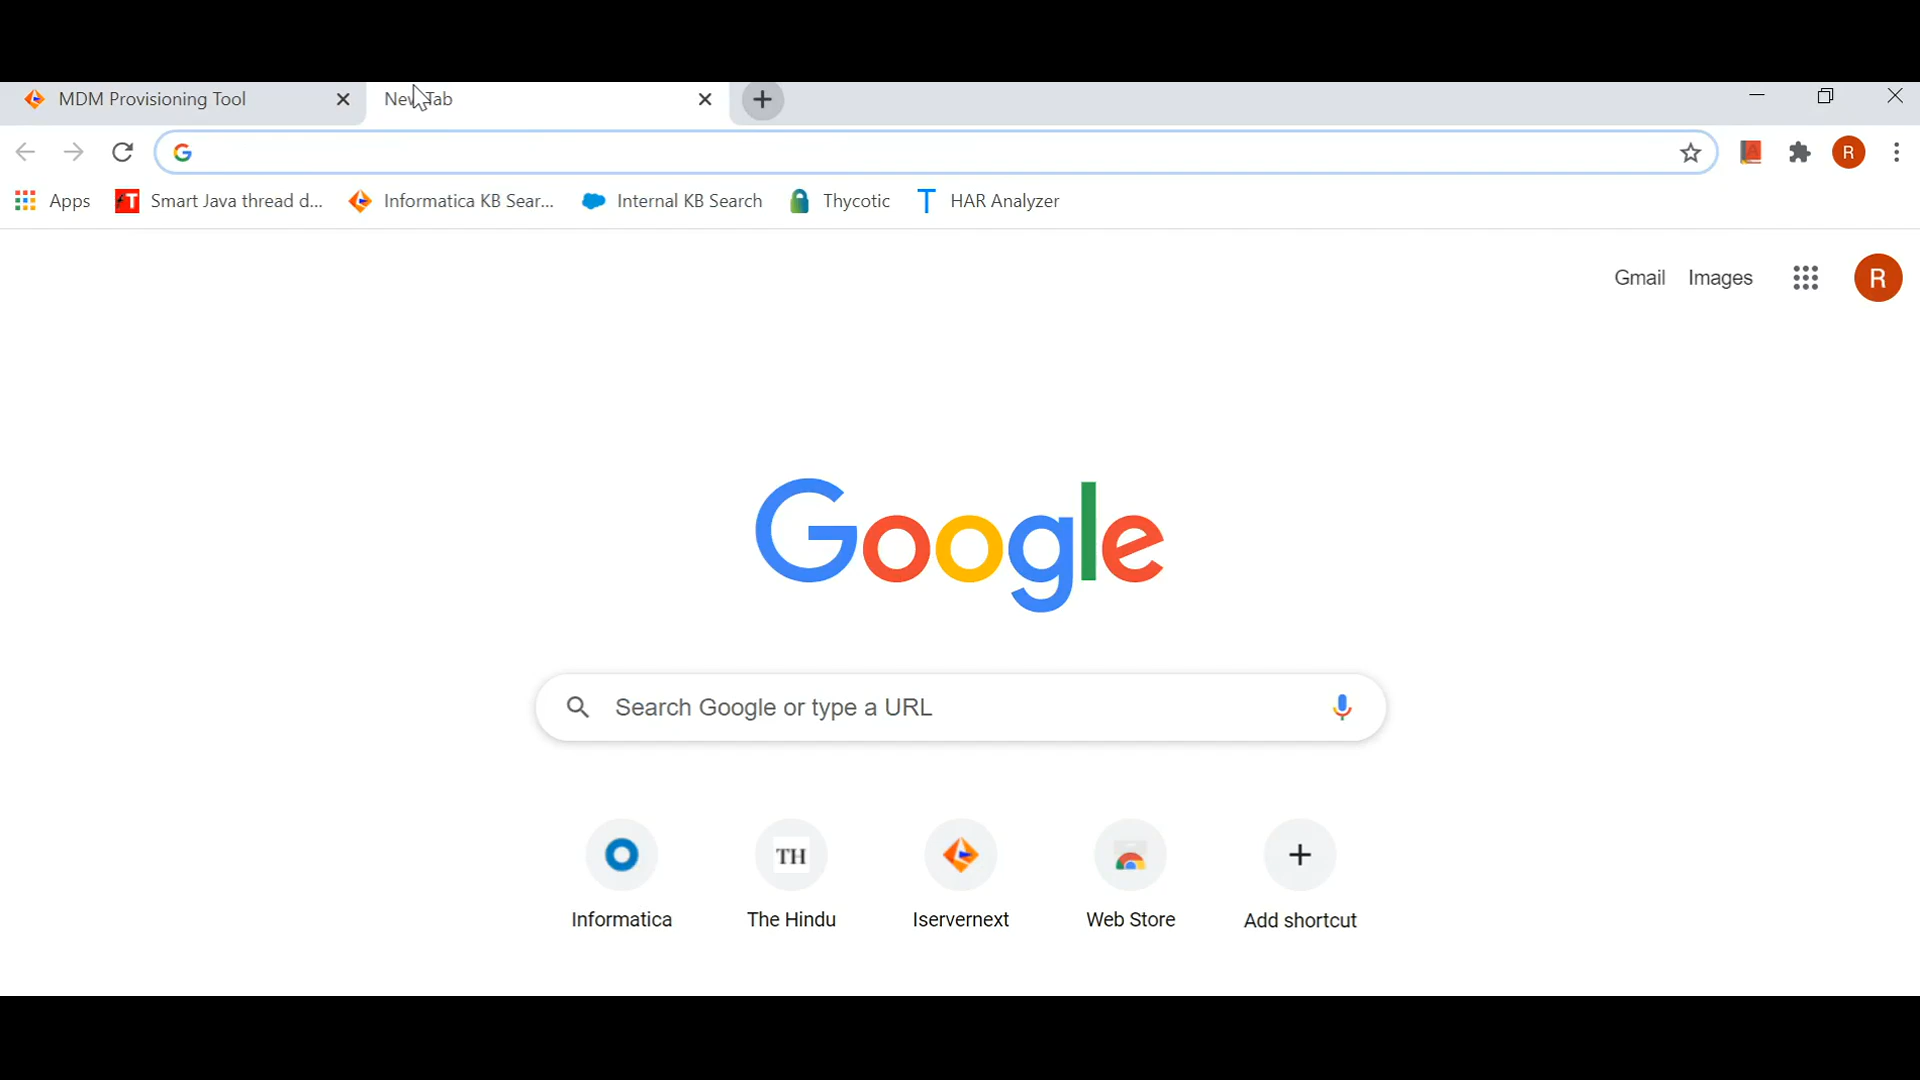 MDM Provisioning Tool New Tab
Apps Smart Java thread d... Informatica KB Sear... Internal KB Search Thycotic T HAR Analyzer
Gmail Images R
Google
Search Google or type a URL
TH
Informatica The Hindu Iservernext Web Store Add shortcut